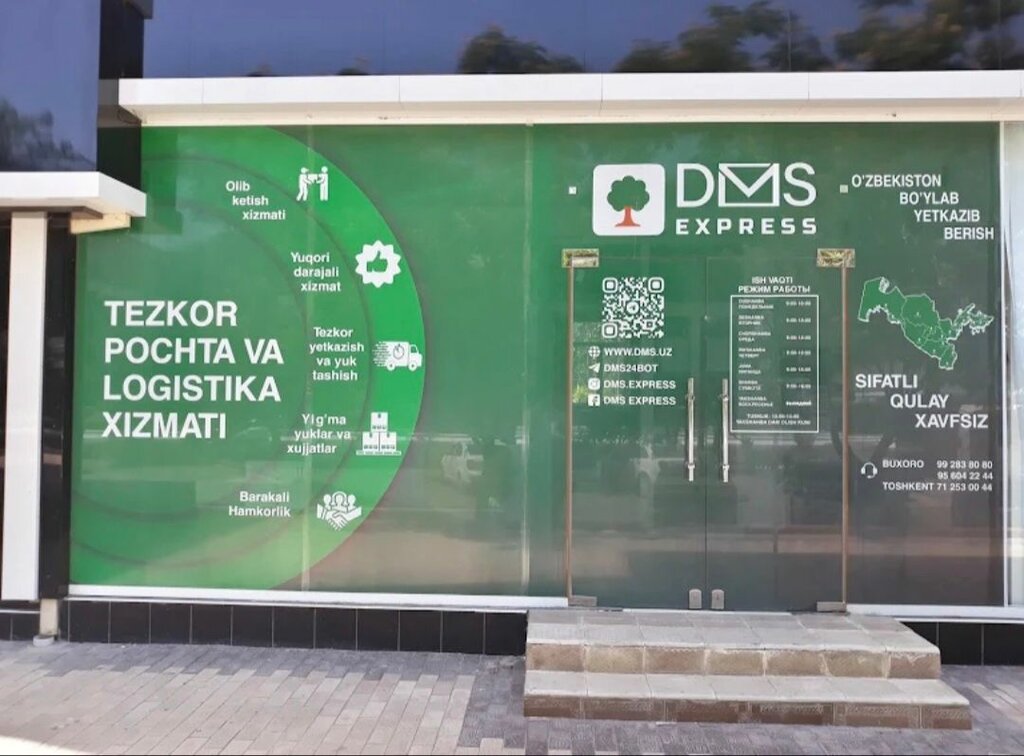 TEZKOR
POCHTA VA
LOGISTIKA
XIZMATI
Olib
ketish
xizmati
Yuqori
darajali
xizmat
Tezkor
yetkazish
va yuk
tashish
Yig'ma
yuklar va
xujjatlar
Barakali
Hamkorlik
DMS
EXPRESS
WWW.DMS.UZ
DMS24BOT
DMS.EXPRESS
DMS EXPRESS
ISH VAQTI
РЕЖИМ РАБОТЫ
O'ZBEKISTON
BO'YLAB
YETKAZIB
BERISH
SIFATLI
QULAY
XAVFSIZ
BUXORO 99 283 80 80
95 604 22 44
TOSHKENT 71 253 00 44